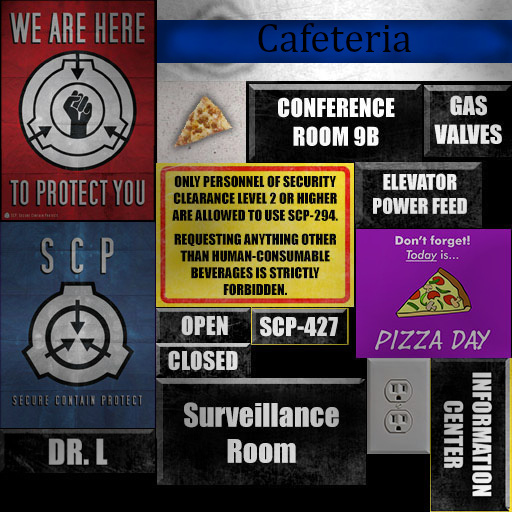 WE ARE HERE
TO PROTECT YOU
Cafeteria
CONFERENCE
ROOM 9B
GAS
VALVES
ONLY PERSONNEL OF SECURITY
CLEARANCE LEVEL 2 OR HIGHER
ARE ALLOWED TO USE SCP-294.
REQUESTING ANYTHING OTHER
THAN HUMAN-CONSUMABLE
BEVERAGES IS STRICTLY
FORBIDDEN.
ELEVATOR
POWER FEED
Don't forget!
Today is...
PIZZA DAY
SCP
SECURE CONTAIN PROTECT
OPEN
SCP-427
CLOSED
Surveillance
Room
INFORMATION
CENTER
DR. L